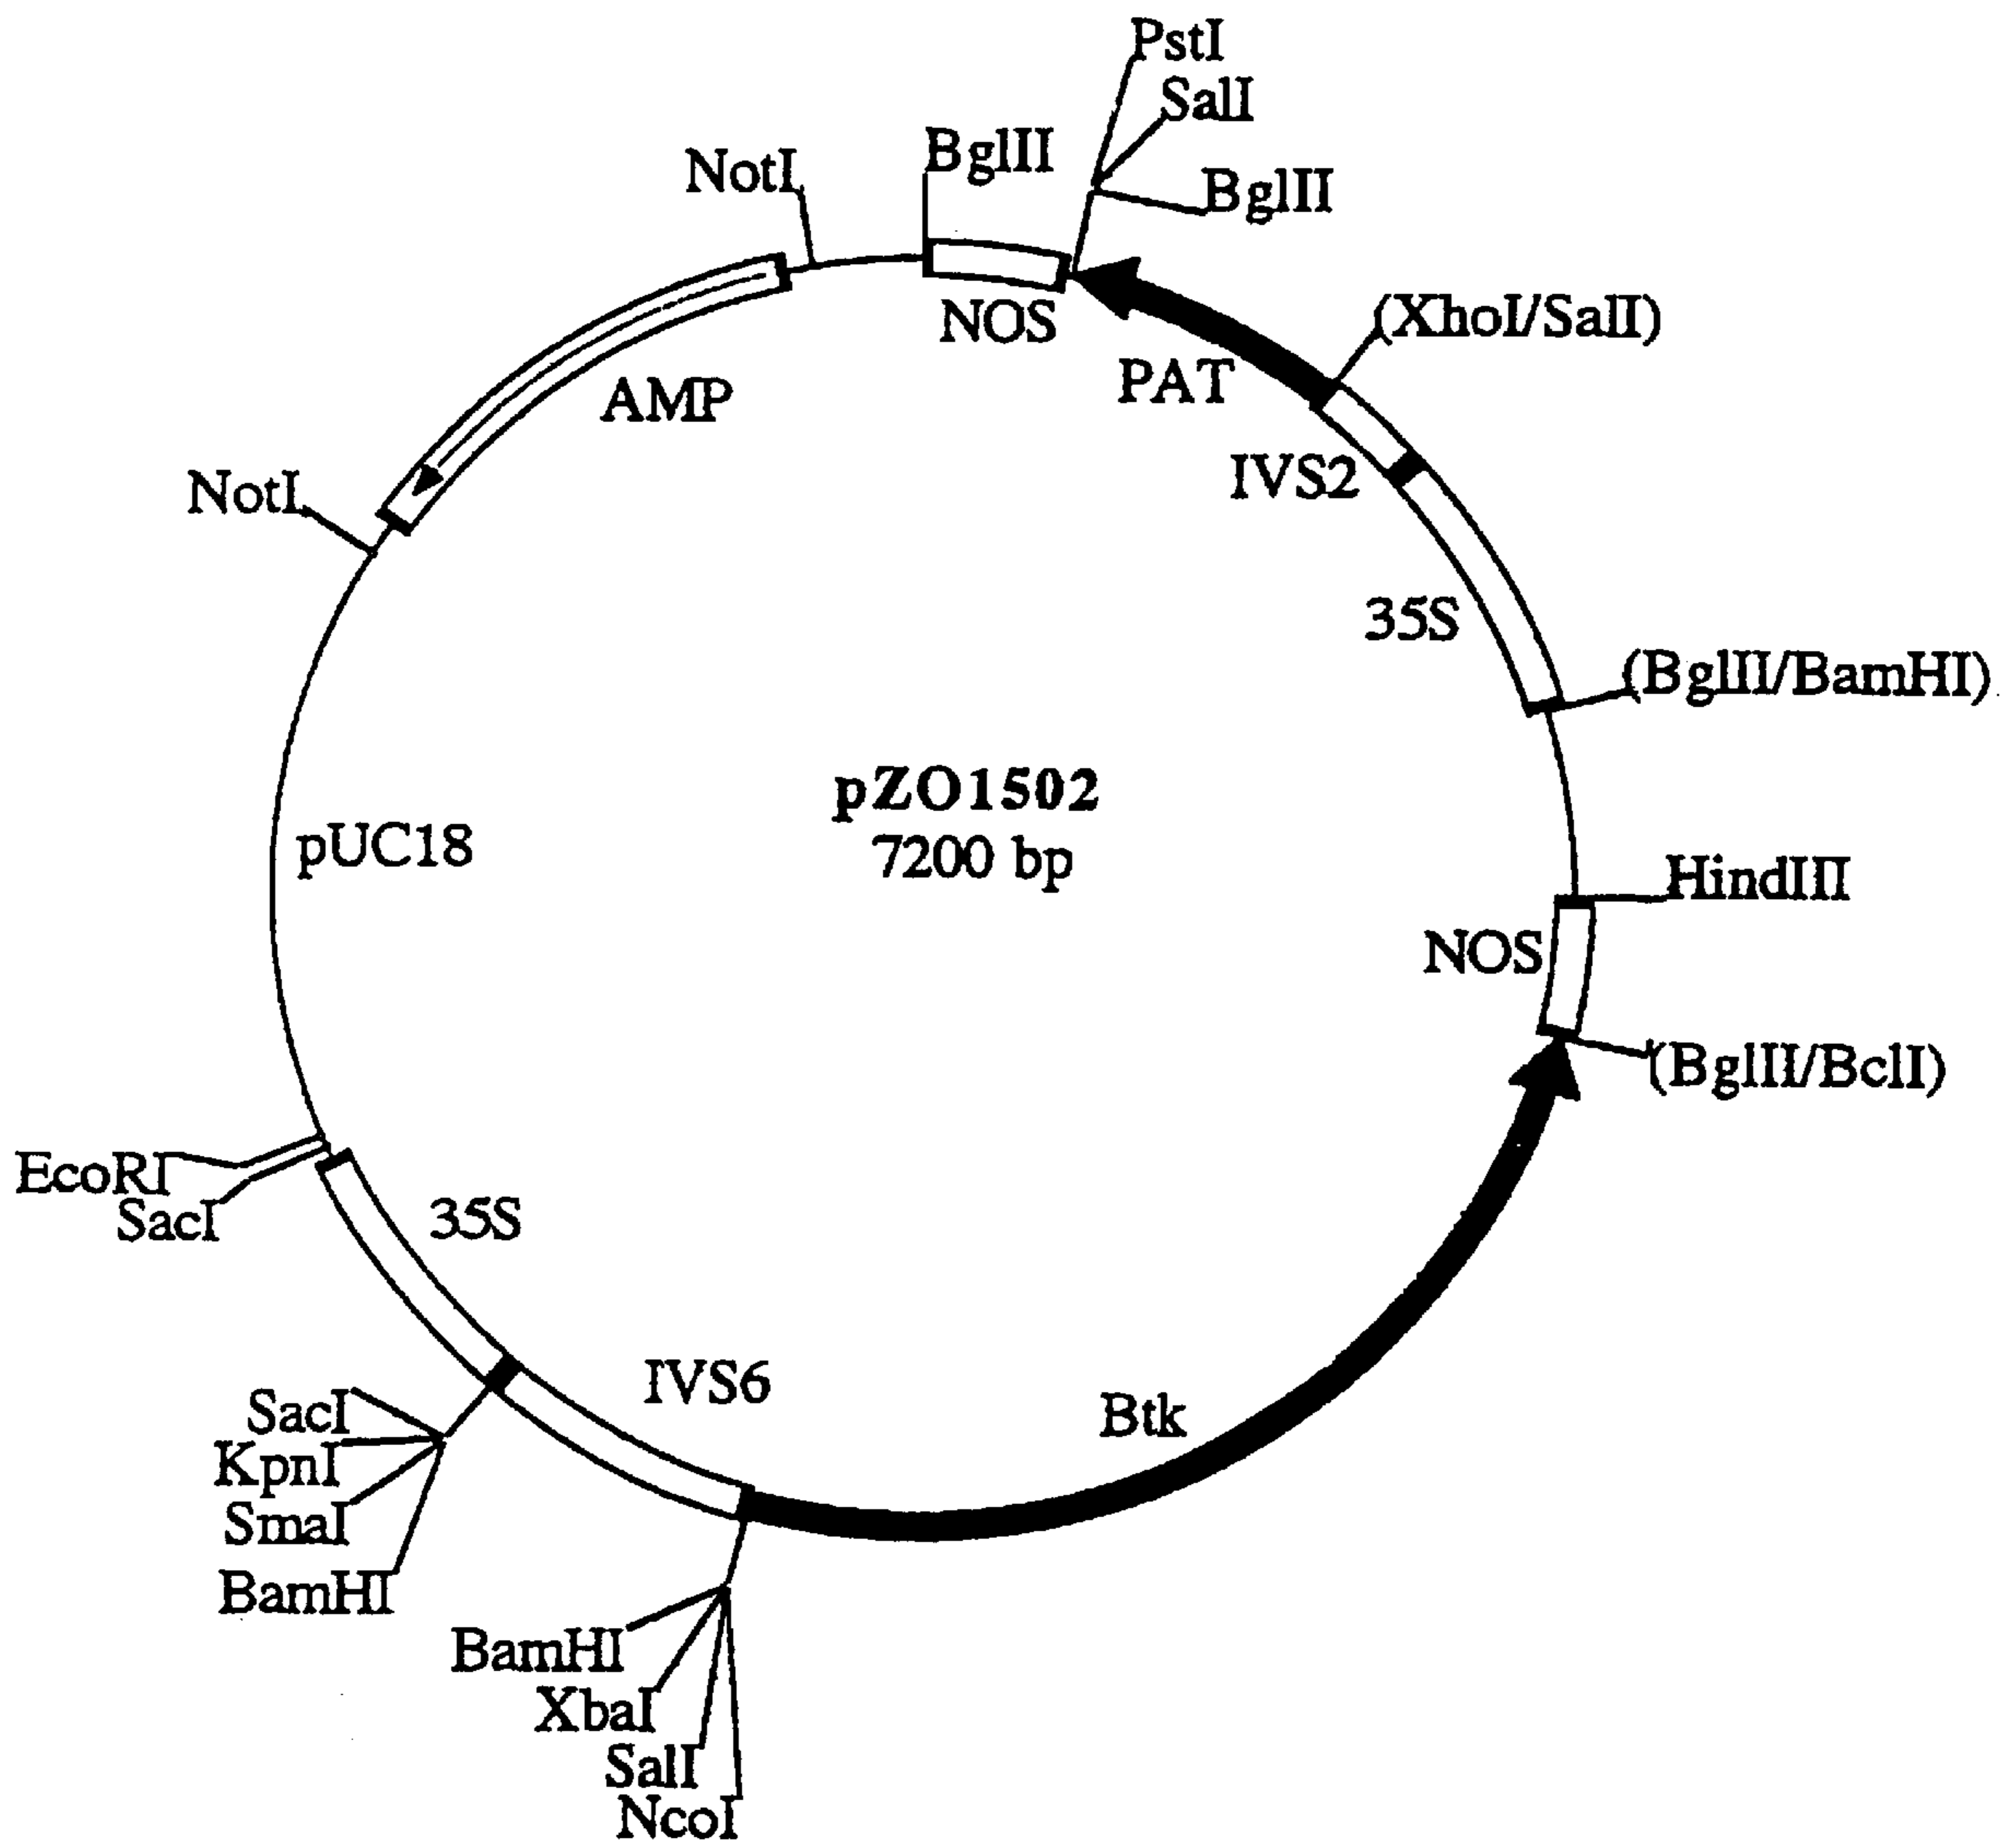 PstI
SalI
BglII
NotI
BglII
NOS
(XhoI/SalI)
PAT
AMP
IVS2
NotI
35S
(BglII/BamHI)
pZO1502
7200 bp
pUC18
HindIII
NOS
(BglII/BclI)
EcoRI
SacI
35S
IVS6
SacI
Btk
KpnI
SmaI
BamHI
BamHI
XbaI
SalI
NcoI